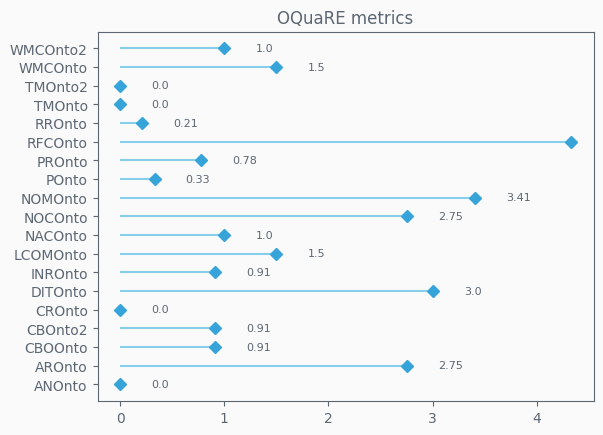 OQuaRE metrics
WMCOnto2 1.0
WMCOnto 1.5
TMOnto2 0.0
TMOnto 0.0
RROnto 0.21
RFCOnto
PROnto 0.78
POnto 0.33
NOMOnto 3.41
NOCOnto 2.75
NACOnto 1.0
LCOMOnto 1.5
INROnto 0.91
DITOnto 3.0
CROnto 0.0
CBOnto2 0.91
CBOOnto 0.91
AROnto 2.75
ANOnto 0.0
0 1 2 3 4